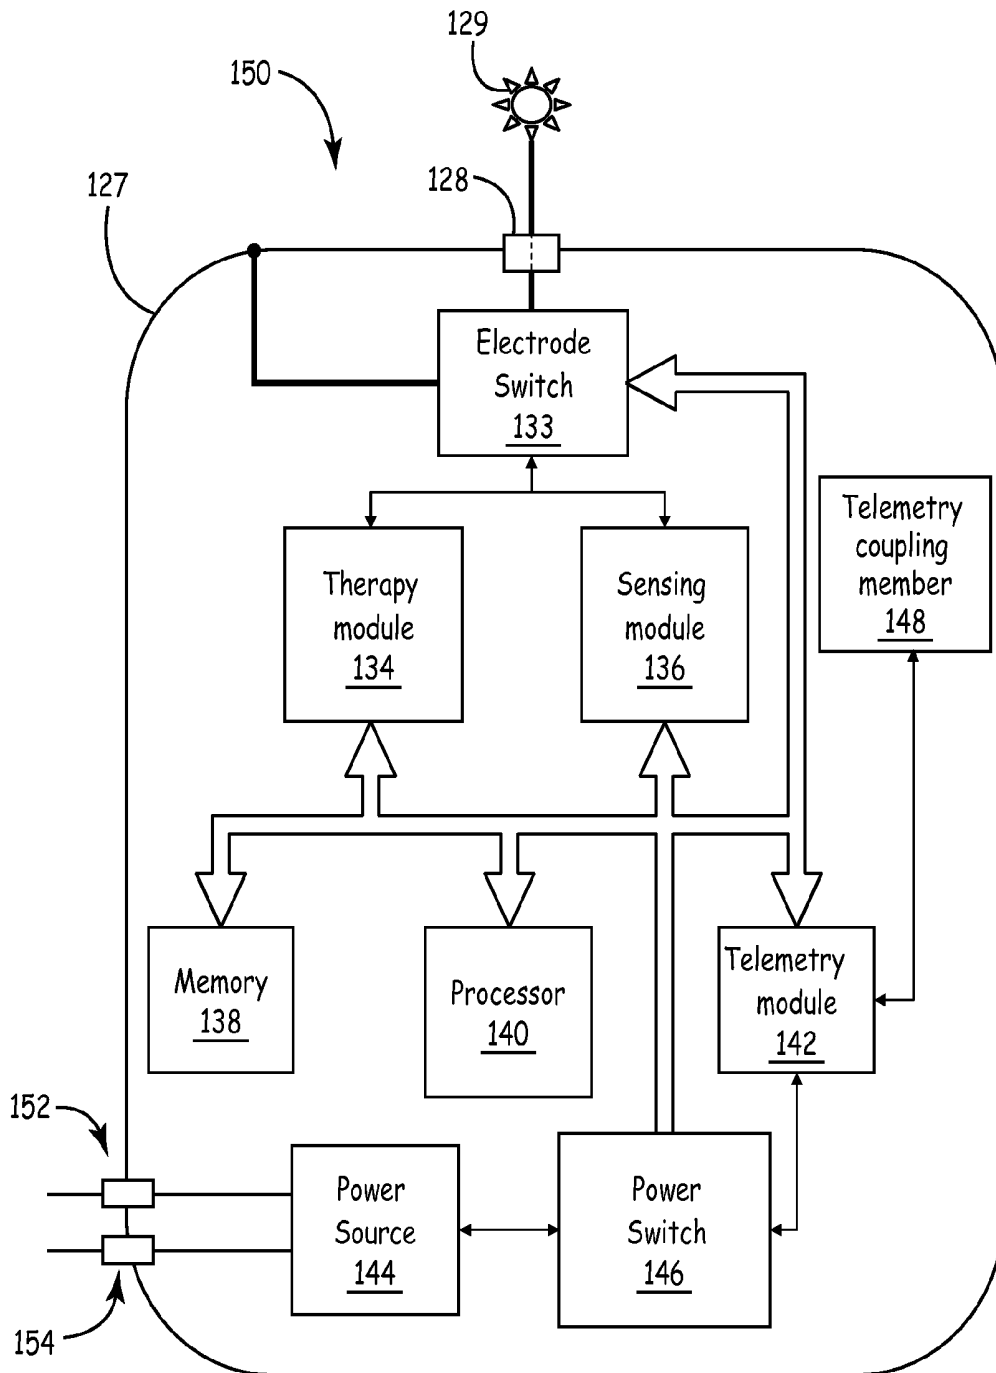 129
150
128
127
Electrode
Switch
133
Telemetry
coupling
member
148
Therapy
module
134
Sensing
module
136
Memory
138
Processor
140
Telemetry
module
142
152
Power
Source
144
Power
Switch
146
154